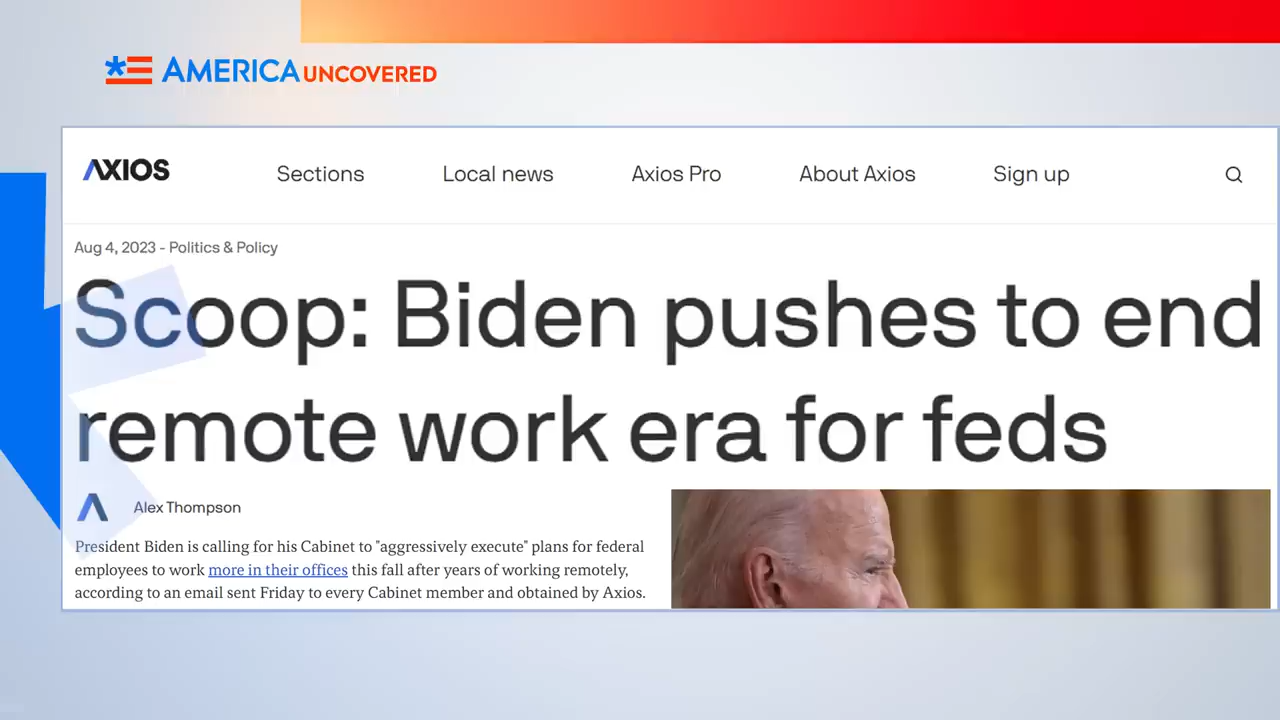 AMERICA UNCOVERED
AXIOS
Sections
Local news
Axios Pro
About Axios
Sign up
Aug 4, 2023 - Politics & Policy
Scoop: Biden pushes to end
remote work era for feds
Alex Thompson
President Biden is calling for his Cabinet to "aggressively execute" plans for federal
employees to work more in their offices this fall after years of working remotely,
according to an email sent Friday to every Cabinet member and obtained by Axios.